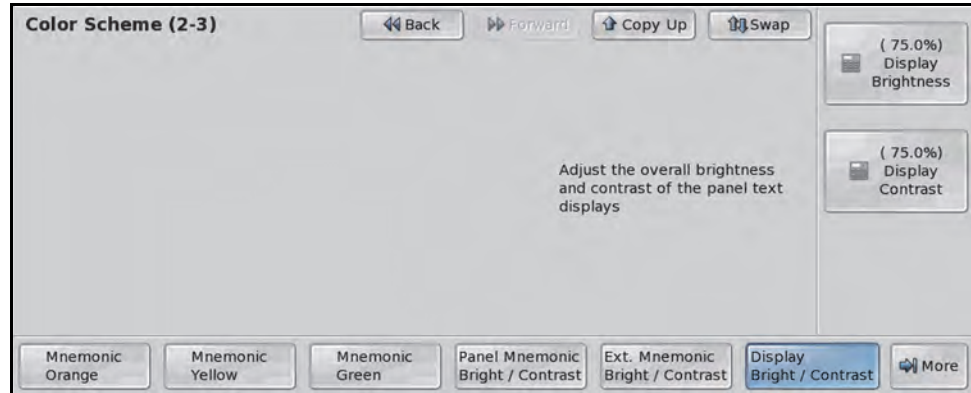 Color Scheme (2-3)
Back
Forward
Copy Up
Swap
( 75.0%)
Display
Brightness
Adjust the overall brightness
and contrast of the panel text
displays
( 75.0%)
Display
Contrast
Mnemonic
Orange
Mnemonic
Yellow
Mnemonic
Green
Panel Mnemonic
Bright / Contrast
Ext. Mnemonic
Bright / Contrast
Display
Bright / Contrast
More